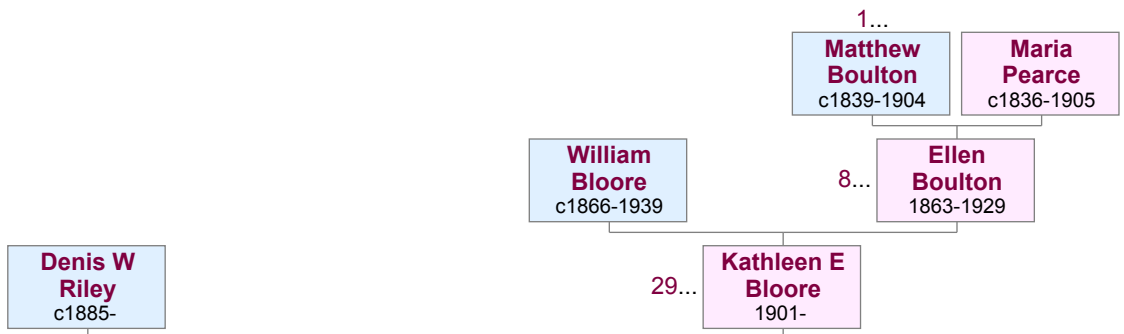 1...
Matthew
Boulton
c1839-1904
Maria
Pearce
c1836-1905
William
Bloore
c1866-1939
8...
Ellen
Boulton
1863-1929
Denis W
Riley
c1885-
29...
Kathleen E
Bloore
1901-